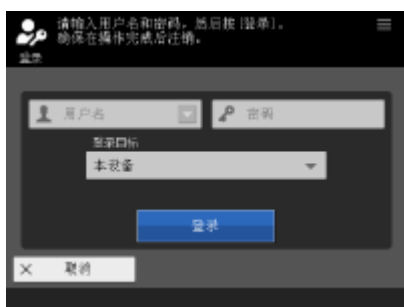 请输入用户名和密码，然后按[登录]。
确保在操作完成后注销。
登录
用户名
密码
登录目标
本设备
登录
取消